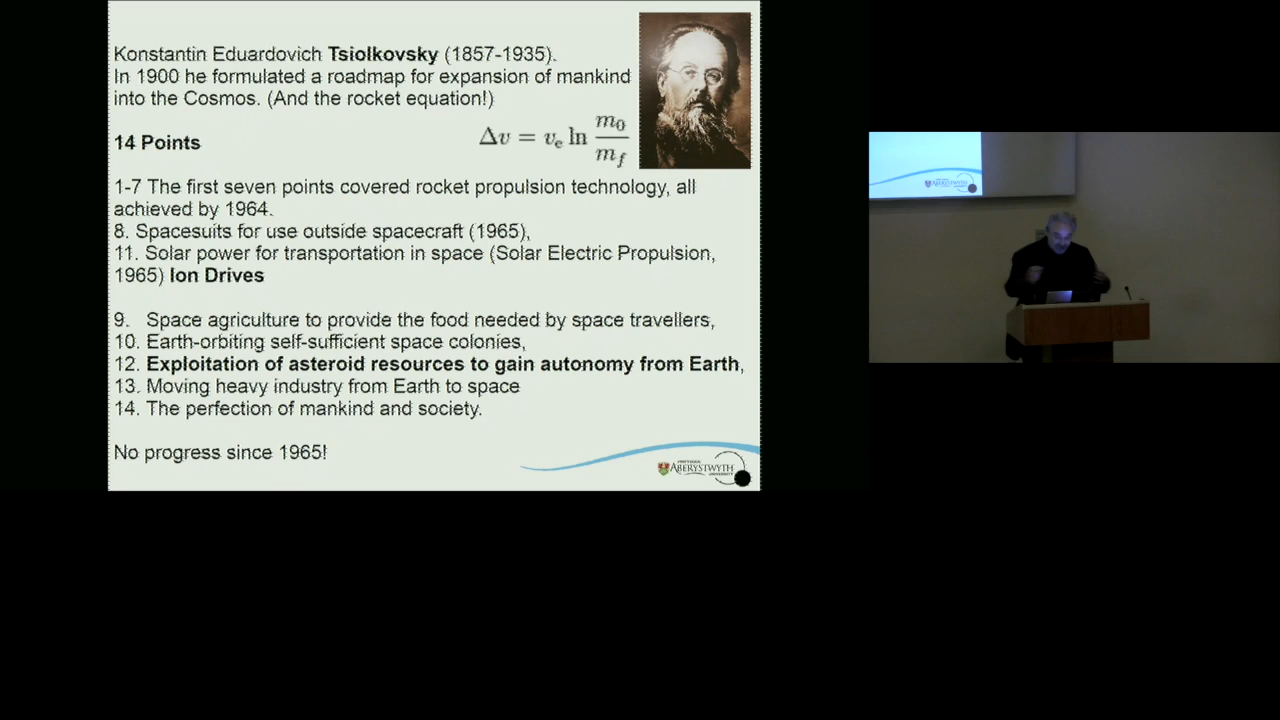 Konstantin Eduardovich Tsiolkovsky (1857-1935).
In 1900 he formulated a roadmap for expansion of mankind
into the Cosmos. (And the rocket equation!)
Δv = vₑ ln m₀/m_f
14 Points
1-7 The first seven points covered rocket propulsion technology, all
achieved by 1964.
8. Spacesuits for use outside spacecraft (1965),
11. Solar power for transportation in space (Solar Electric Propulsion,
1965) Ion Drives
9. Space agriculture to provide the food needed by space travellers,
10. Earth-orbiting self-sufficient space colonies,
12. Exploitation of asteroid resources to gain autonomy from Earth,
13. Moving heavy industry from Earth to space
14. The perfection of mankind and society.
No progress since 1965!
ABERYSTWYTH
UNIVERSITY
ABERYSTWYTH